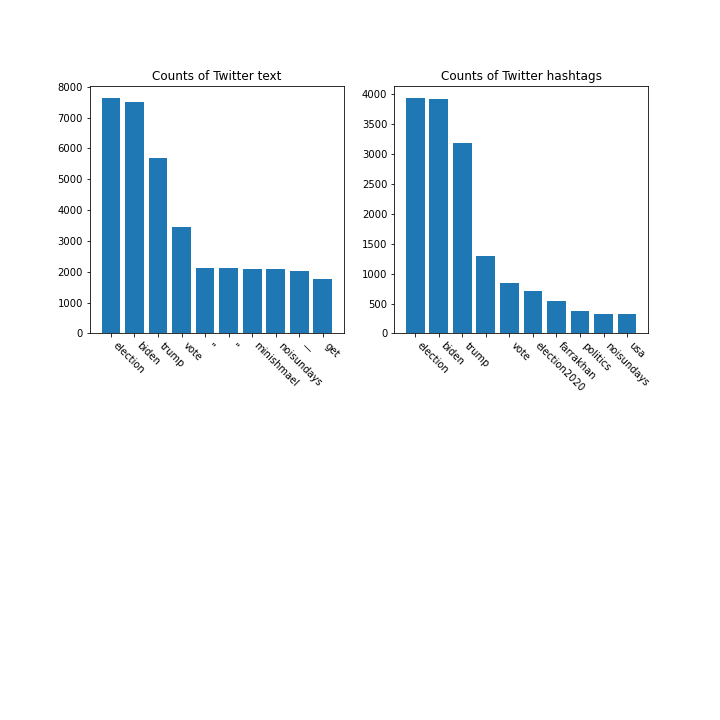 Counts of Twitter text
8000
7000
6000
5000
4000
3000
2000
1000
0
election
biden
trump
vote
"
"
minishmael
noisundays
—
get
Counts of Twitter hashtags
4000
3500
3000
2500
2000
1500
1000
500
0
election
biden
trump
vote
election2020
farrakhan
politics
noisundays
usa